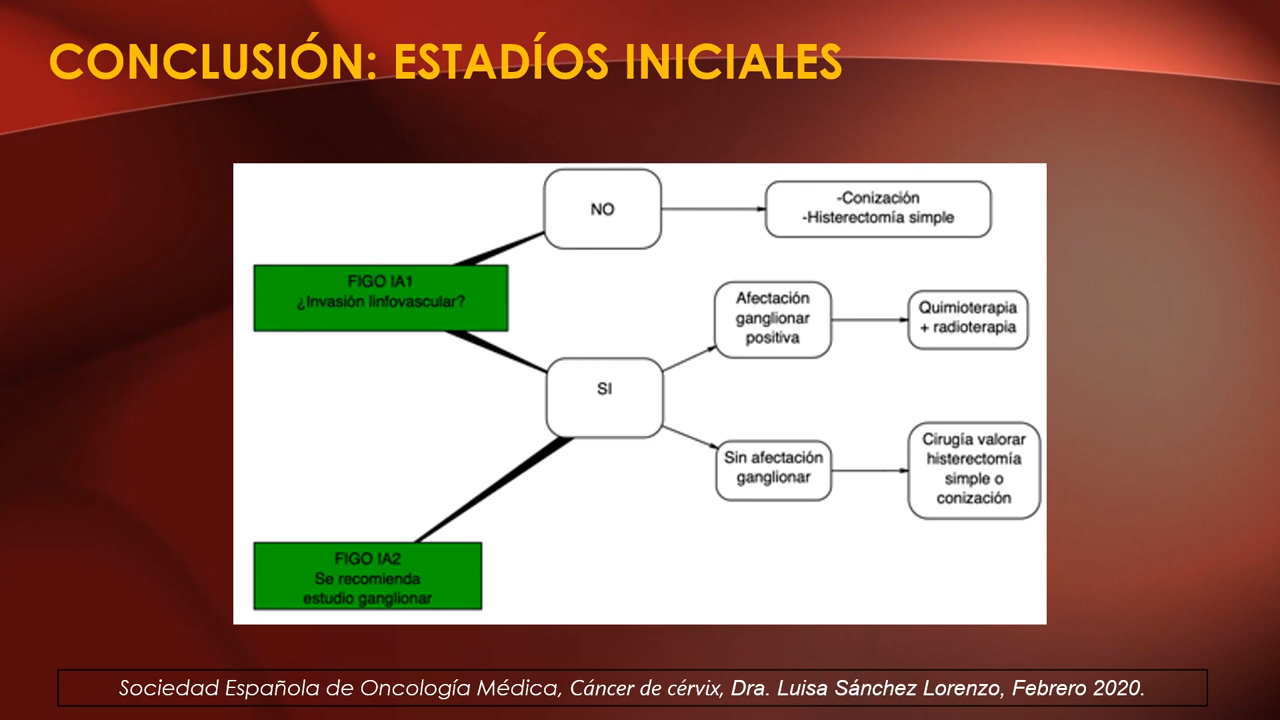 CONCLUSIÓN: ESTADÍOS INICIALES
NO
-Conización
-Histerectomía simple
FIGO IA1
¿Invasión linfovascular?
Afectación
ganglionar
positiva
Quimioterapia
+ radioterapia
SI
Sin afectación
ganglionar
Cirugía valorar
histerectomía
simple o
conización
FIGO IA2
Se recomienda
estudio ganglionar
Sociedad Española de Oncología Médica, Cáncer de cérvix, Dra. Luisa Sánchez Lorenzo, Febrero 2020.